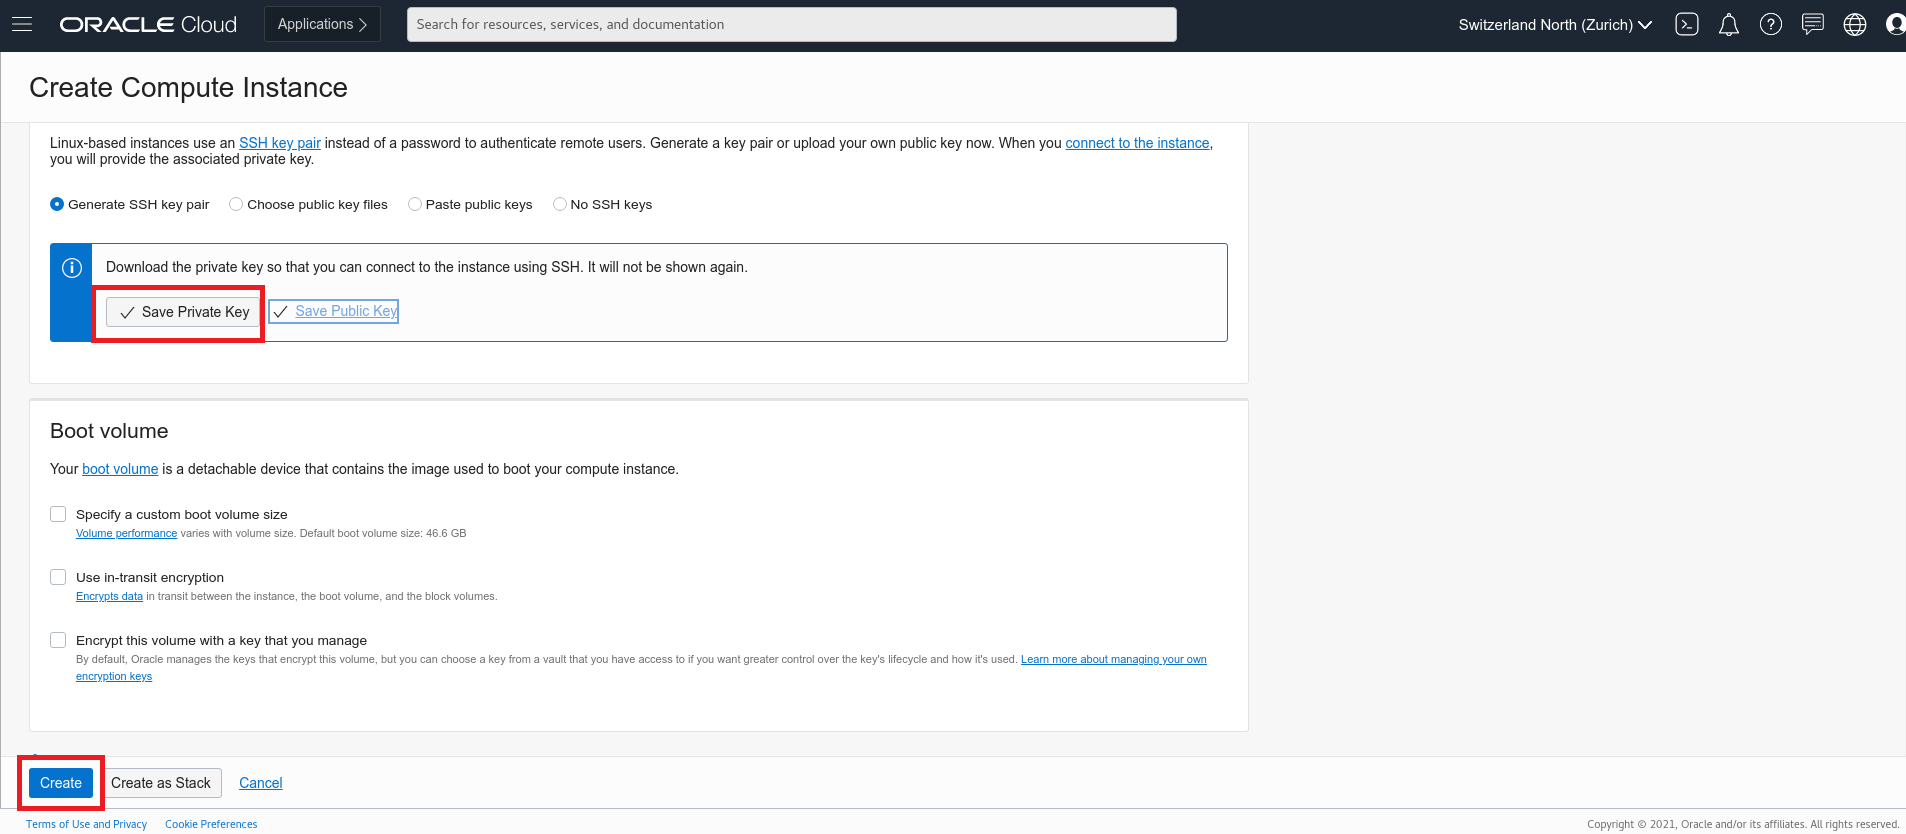 ORACLE Cloud
Applications
Search for resources, services, and documentation
Switzerland North (Zurich)
Create Compute Instance
Linux-based instances use an SSH key pair instead of a password to authenticate remote users. Generate a key pair or upload your own public key now. When you connect to the instance,
you will provide the associated private key.
Generate SSH key pair
Choose public key files
Paste public keys
No SSH keys
Download the private key so that you can connect to the instance using SSH. It will not be shown again.
Save Private Key
Save Public Key
Boot volume
Your boot volume is a detachable device that contains the image used to boot your compute instance.
Specify a custom boot volume size
Volume performance varies with volume size. Default boot volume size: 46.6 GB
Use in-transit encryption
Encrypts data in transit between the instance, the boot volume, and the block volumes.
Encrypt this volume with a key that you manage
By default, Oracle manages the keys that encrypt this volume, but you can choose a key from a vault that you have access to if you want greater control over the key's lifecycle and how it's used. Learn more about managing your own
encryption keys
Create
Create as Stack
Cancel
Terms of Use and Privacy
Cookie Preferences
Copyright © 2021, Oracle and/or its affiliates. All rights reserved.